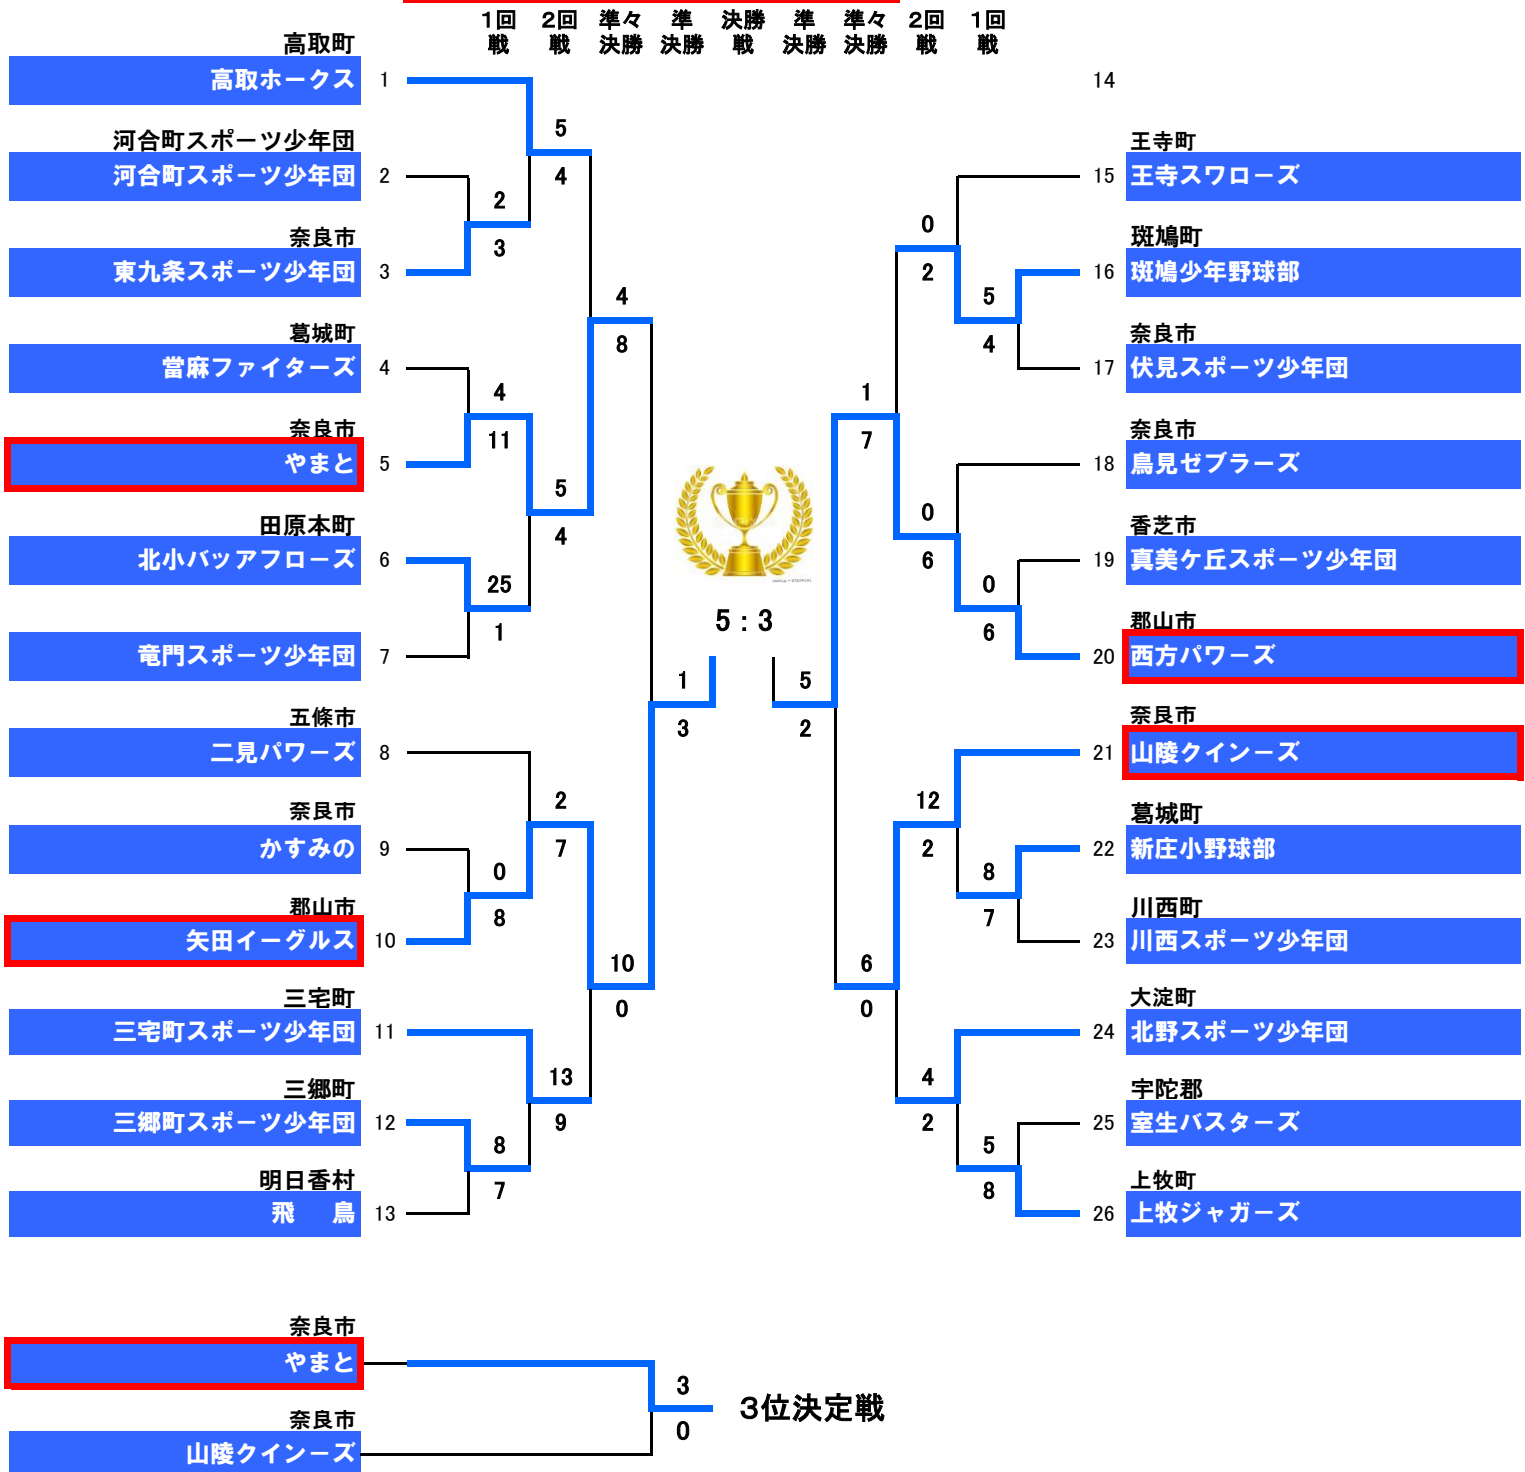 1回戦 2回戦 準々決勝 準決勝 決勝戦 準決勝 準々決勝 2回戦 1回戦
高取町
高取ホークス 1
河合町スポーツ少年団
河合町スポーツ少年団 2
奈良市
東九条スポーツ少年団 3
葛城町
當麻ファイターズ 4
奈良市
やまと 5
田原本町
北小バッアフローズ 6
竜門スポーツ少年団 7
五條市
二見パワーズ 8
奈良市
かすみの 9
郡山市
矢田イーグルス 10
三宅町
三宅町スポーツ少年団 11
三郷町
三郷町スポーツ少年団 12
明日香村
飛 鳥 13
2
3
4
11
25
1
0
8
8
7
5
4
5
4
2
7
13
9
4
8
10
0
1
3
5 : 3
5
2
1
7
6
0
0
2
0
6
12
2
4
2
5
4
0
6
8
7
5
8
14
王寺町
15 王寺スワローズ
斑鳩町
16 斑鳩少年野球部
奈良市
17 伏見スポーツ少年団
奈良市
18 鳥見ゼブラーズ
香芝市
19 真美ケ丘スポーツ少年団
郡山市
20 西方パワーズ
奈良市
21 山陵クインーズ
葛城町
22 新庄小野球部
川西町
23 川西スポーツ少年団
大淀町
24 北野スポーツ少年団
宇陀郡
25 室生バスターズ
上牧町
26 上牧ジャガーズ
奈良市
やまと
奈良市
山陵クインーズ
3
0
3位決定戦